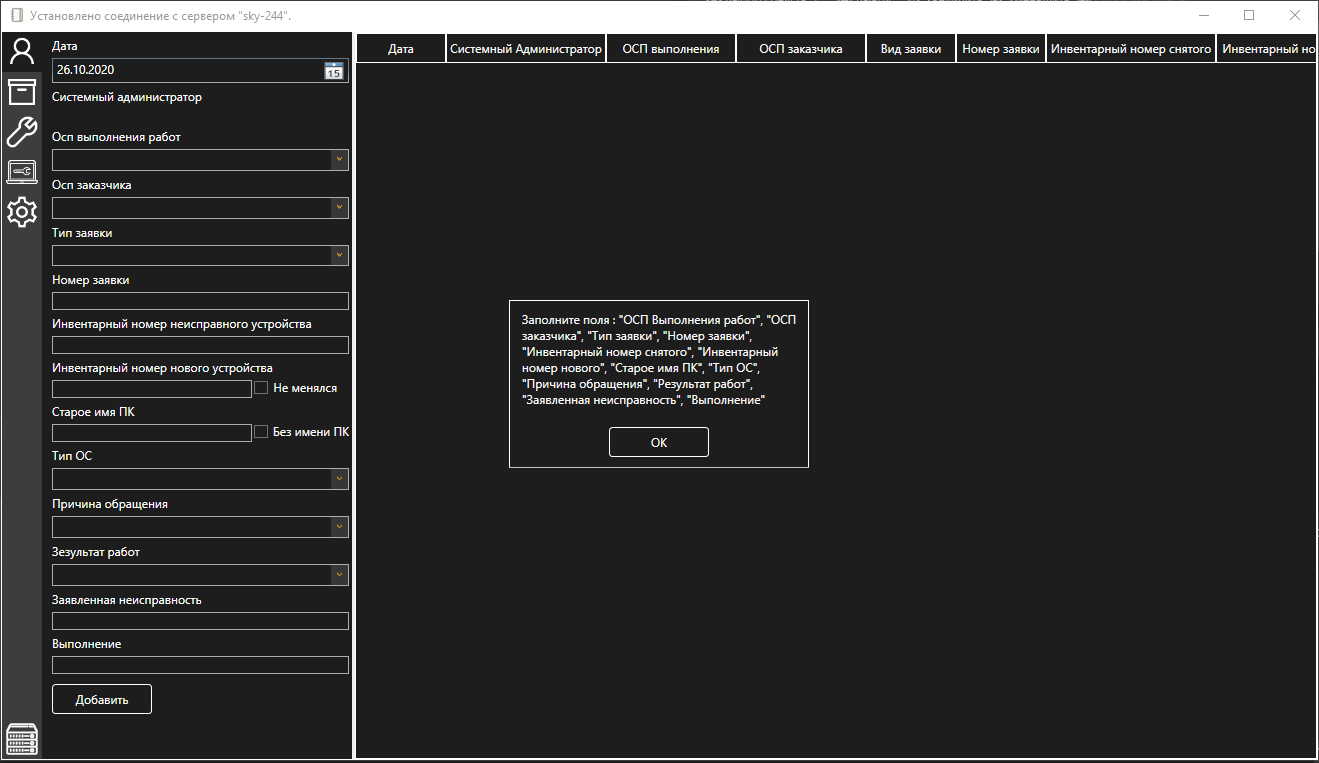 Установлено соединение с сервером "sky-244".
Дата
26.10.2020
15
Системный администратор
Осп выполнения работ
Осп заказчика
Тип заявки
Номер заявки
Инвентарный номер неисправного устройства
Инвентарный номер нового устройства
Не менялся
Старое имя ПК
Без имени ПК
Тип ОС
Причина обращения
Зезультат работ
Заявленная неисправность
Выполнение
Добавить
Дата Системный Администратор ОСП выполнения ОСП заказчика Вид заявки Номер заявки Инвентарный номер снятого Инвентарный но
Заполните поля : "ОСП Выполнения работ", "ОСП
заказчика", "Тип заявки", "Номер заявки",
"Инвентарный номер снятого", "Инвентарный
номер нового", "Старое имя ПК", "Тип ОС",
"Причина обращения", "Результат работ",
"Заявленная неисправность", "Выполнение"
OK